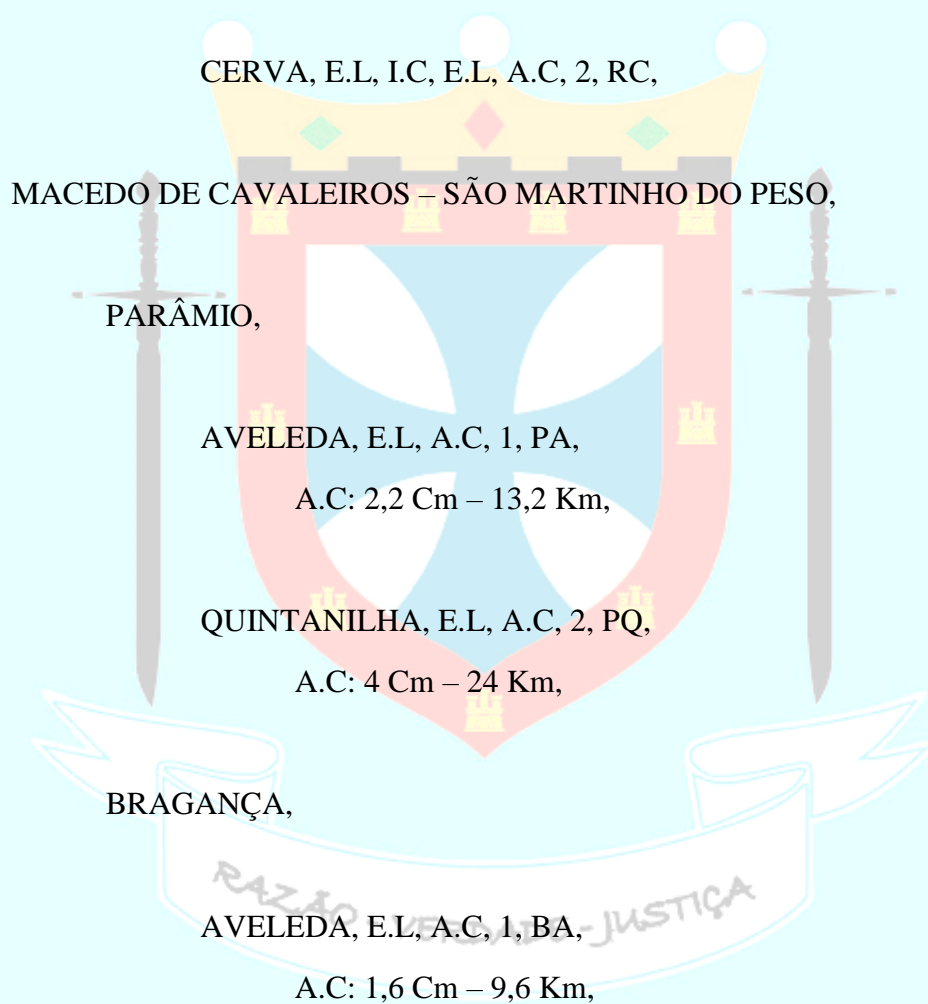 CERVA, E.L, I.C, E.L, A.C, 2, RC,
MACEDO DE CAVALEIROS – SÃO MARTINHO DO PESO,
PARÂMIO,
AVELEDA, E.L, A.C, 1, PA,
A.C: 2,2 Cm – 13,2 Km,
QUINTANILHA, E.L, A.C, 2, PQ,
A.C: 4 Cm – 24 Km,
BRAGANÇA,
RAZÃO - VERDADE - JUSTIÇA
AVELEDA, E.L, A.C, 1, BA,
A.C: 1,6 Cm – 9,6 Km,